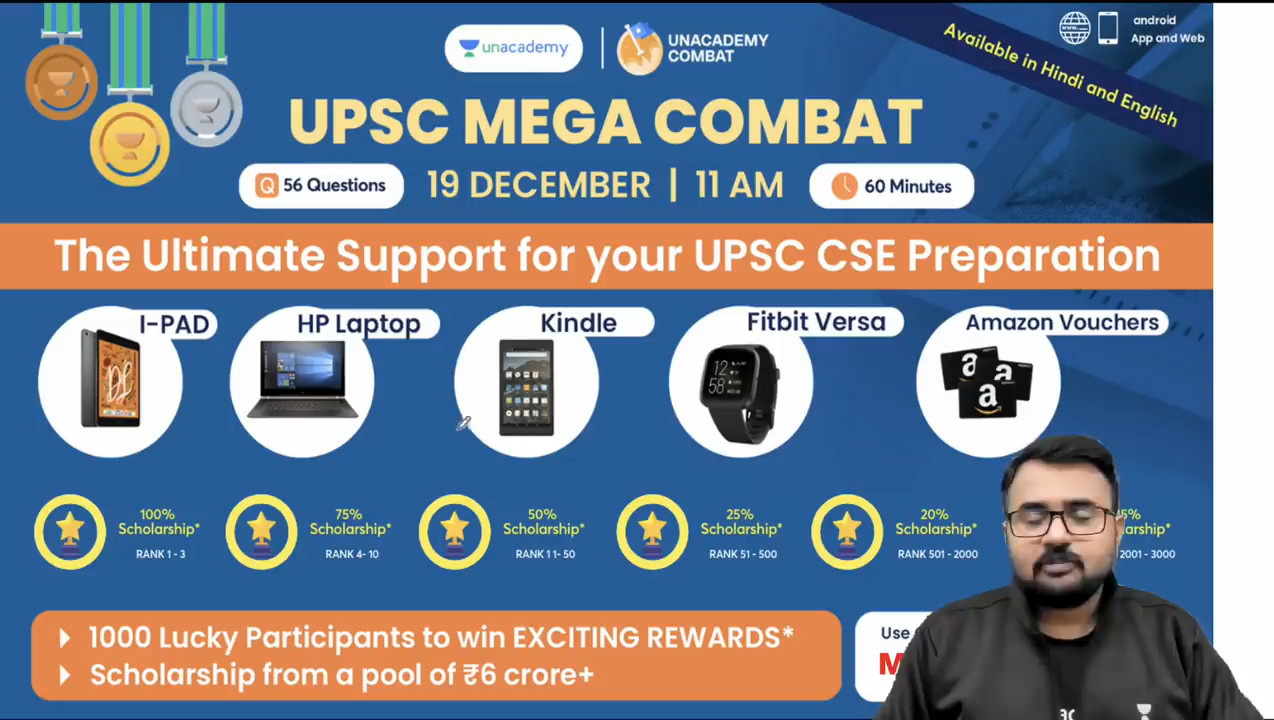 unacademy
UNACADEMY
COMBAT
android
App and Web
Available in Hindi and English
UPSC MEGA COMBAT
56 Questions
19 DECEMBER | 11 AM
60 Minutes
The Ultimate Support for your UPSC CSE Preparation
I-PAD
HP Laptop
Kindle
Fitbit Versa
Amazon Vouchers
12
58
100%
Scholarship*
RANK 1 - 3
75%
Scholarship*
RANK 4- 10
50%
Scholarship*
RANK 1 1- 50
25%
Scholarship*
RANK 51 - 500
20%
Scholarship*
RANK 501 - 2000
2001 - 3000
1000 Lucky Participants to win EXCITING REWARDS*
Scholarship from a pool of ₹6 crore+
Use